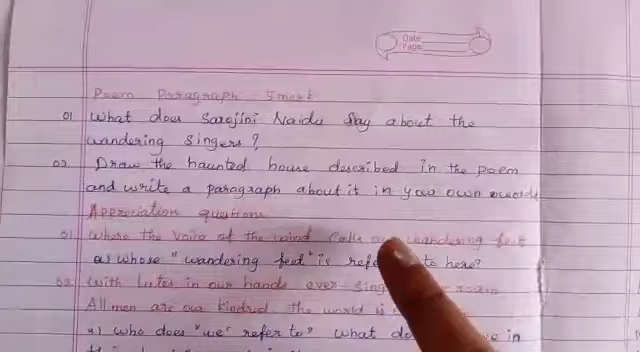 Date
Page
Poem Paragraph - 5 mark
01 What does Sarojini Naidu Say about the
wandering singers?
02 Draw the haunted house described in the poem
and write a paragraph about it in your own words
Appreciation questions
01 Where the voice of the wind calls our wandering feet
a) whose "wandering feet" is to here?
02 With lutes in our hands ever roam
All men are our kindred, the world is
a) who does "we" refer to? What in